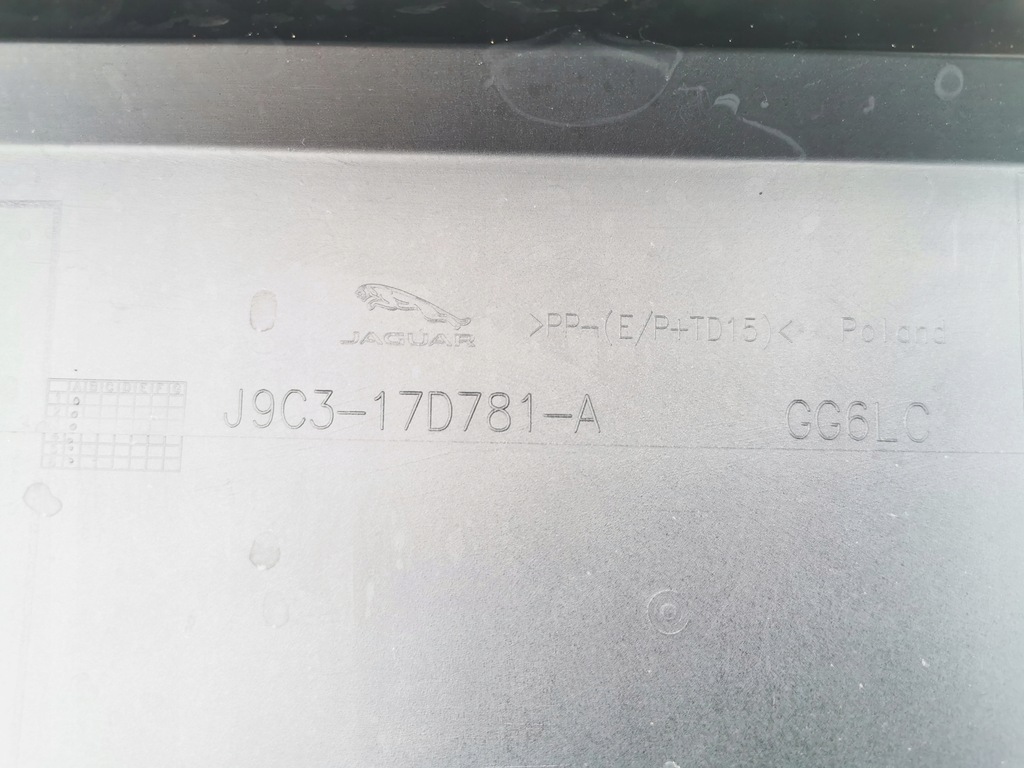 JAGUAR >PP-(E/P+TD15)< Poland
A B C D E F G
J9C3-17D781-A GG6LC